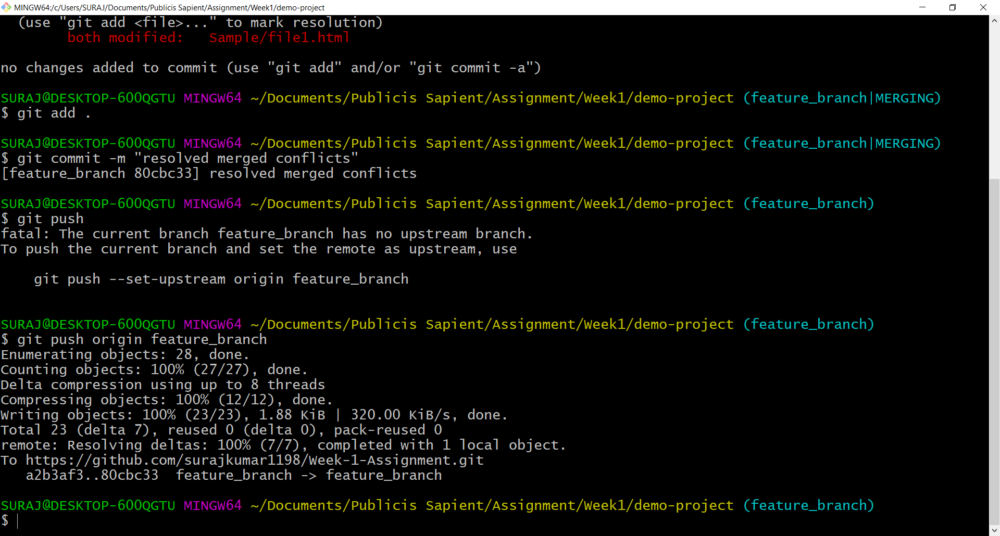 MINGW64:/c/Users/SURAJ/Documents/Publicis Sapient/Assignment/Week1/demo-project
(use "git add <file>..." to mark resolution)
both modified:   Sample/file1.html
no changes added to commit (use "git add" and/or "git commit -a")
SURAJ@DESKTOP-600QGTU MINGW64 ~/Documents/Publicis Sapient/Assignment/Week1/demo-project (feature_branch|MERGING)
$ git add .
SURAJ@DESKTOP-600QGTU MINGW64 ~/Documents/Publicis Sapient/Assignment/Week1/demo-project (feature_branch|MERGING)
$ git commit -m "resolved merged conflicts"
[feature_branch 80cbc33] resolved merged conflicts
SURAJ@DESKTOP-600QGTU MINGW64 ~/Documents/Publicis Sapient/Assignment/Week1/demo-project (feature_branch)
$ git push
fatal: The current branch feature_branch has no upstream branch.
To push the current branch and set the remote as upstream, use
git push --set-upstream origin feature_branch
SURAJ@DESKTOP-600QGTU MINGW64 ~/Documents/Publicis Sapient/Assignment/Week1/demo-project (feature_branch)
$ git push origin feature_branch
Enumerating objects: 28, done.
Counting objects: 100% (27/27), done.
Delta compression using up to 8 threads
Compressing objects: 100% (12/12), done.
Writing objects: 100% (23/23), 1.88 KiB | 320.00 KiB/s, done.
Total 23 (delta 7), reused 0 (delta 0), pack-reused 0
remote: Resolving deltas: 100% (7/7), completed with 1 local object.
To https://github.com/surajkumar1198/Week-1-Assignment.git
a2b3af3..80cbc33  feature_branch -> feature_branch
SURAJ@DESKTOP-600QGTU MINGW64 ~/Documents/Publicis Sapient/Assignment/Week1/demo-project (feature_branch)
$